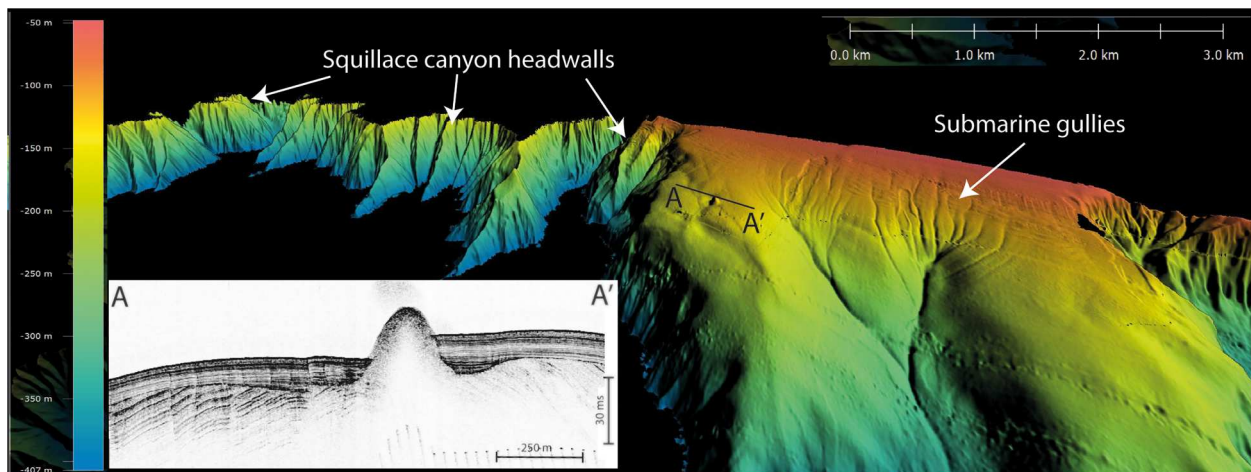 -50 m
-100 m
-150 m
-200 m
-250 m
-300 m
-350 m
-407 m
Squillace canyon headwalls
0.0 km
1.0 km
2.0 km
3.0 km
Submarine gullies
A
A'
A
A'
30 ms
250 m